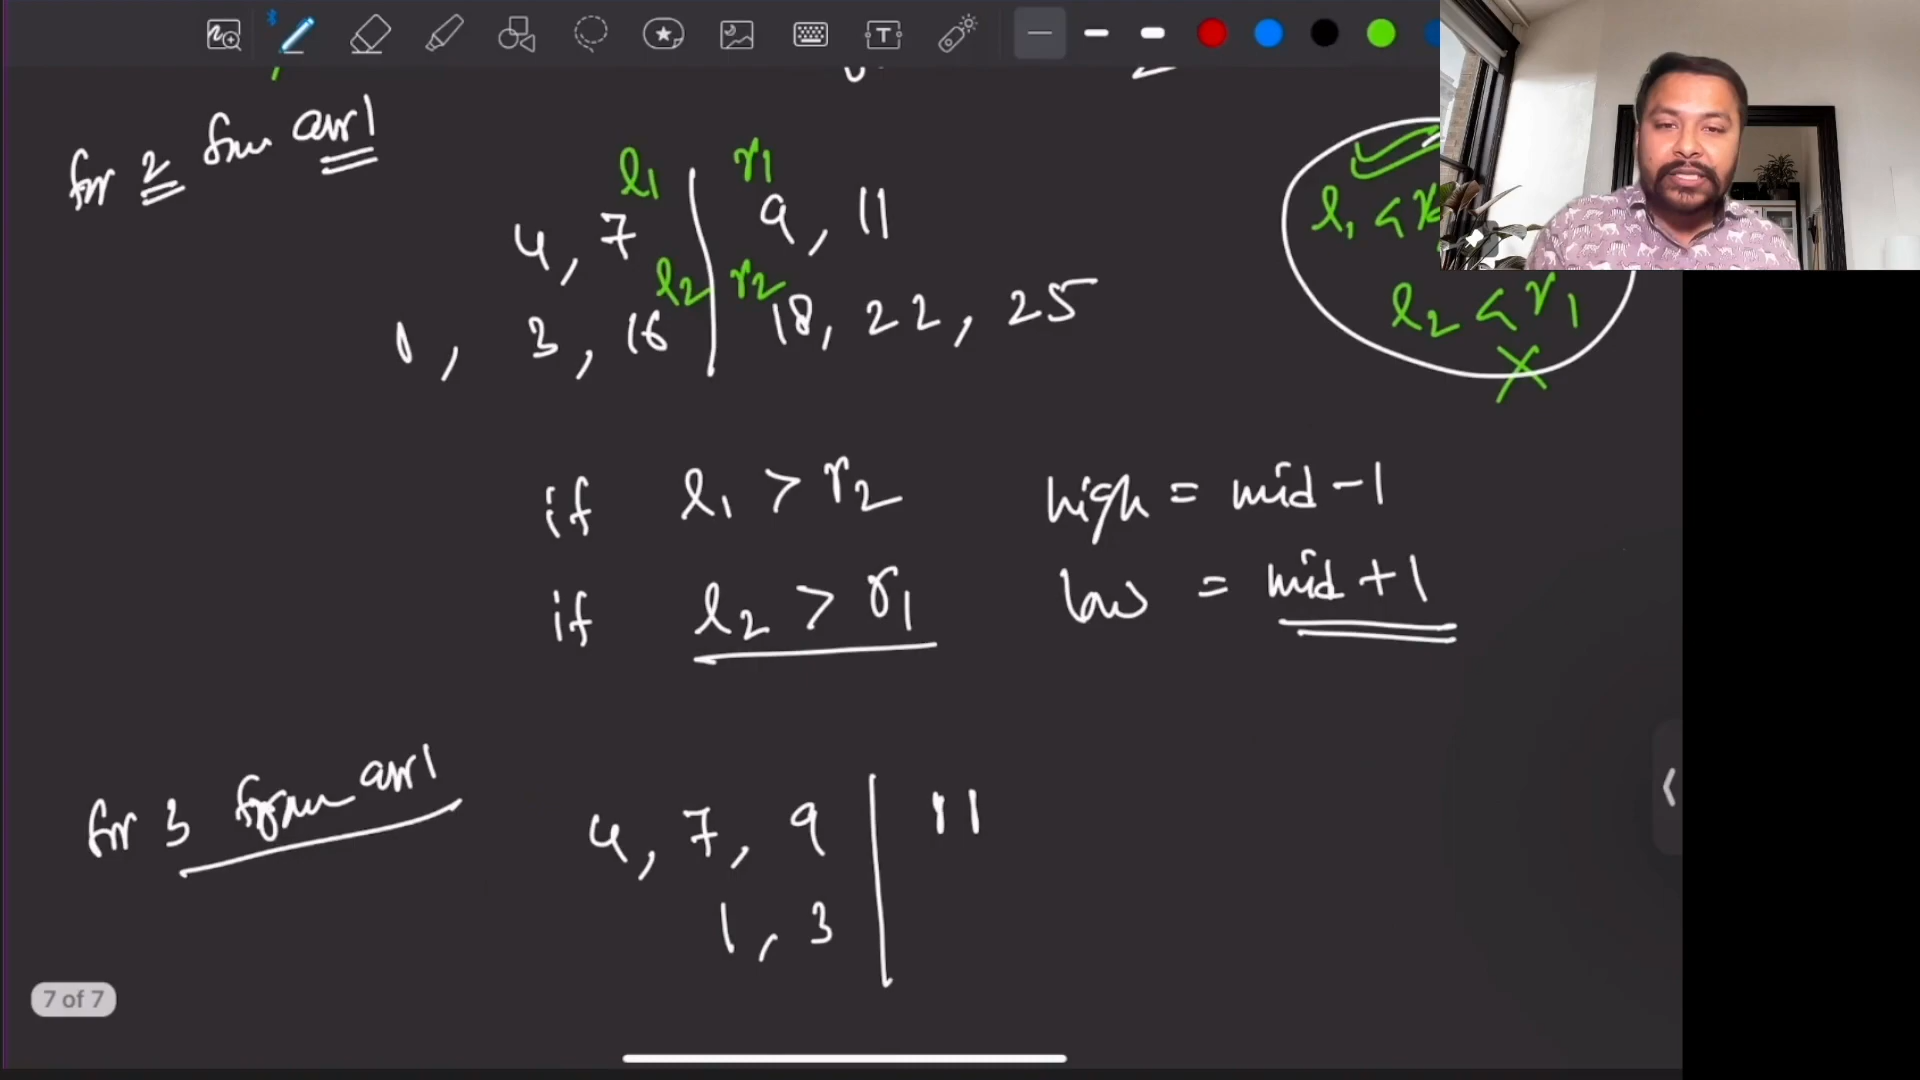 for 2 from arr1
l1 r1
4, 7 | 9, 11
l2 r2
1, 3, 16 | 18, 22, 25
l1 <
l2 < r1
X
if l1 > r2 high = mid - 1
if l2 > r1 low = mid + 1
for 3 from arr1
4, 7, 9 | 11
1, 3 |
7 of 7